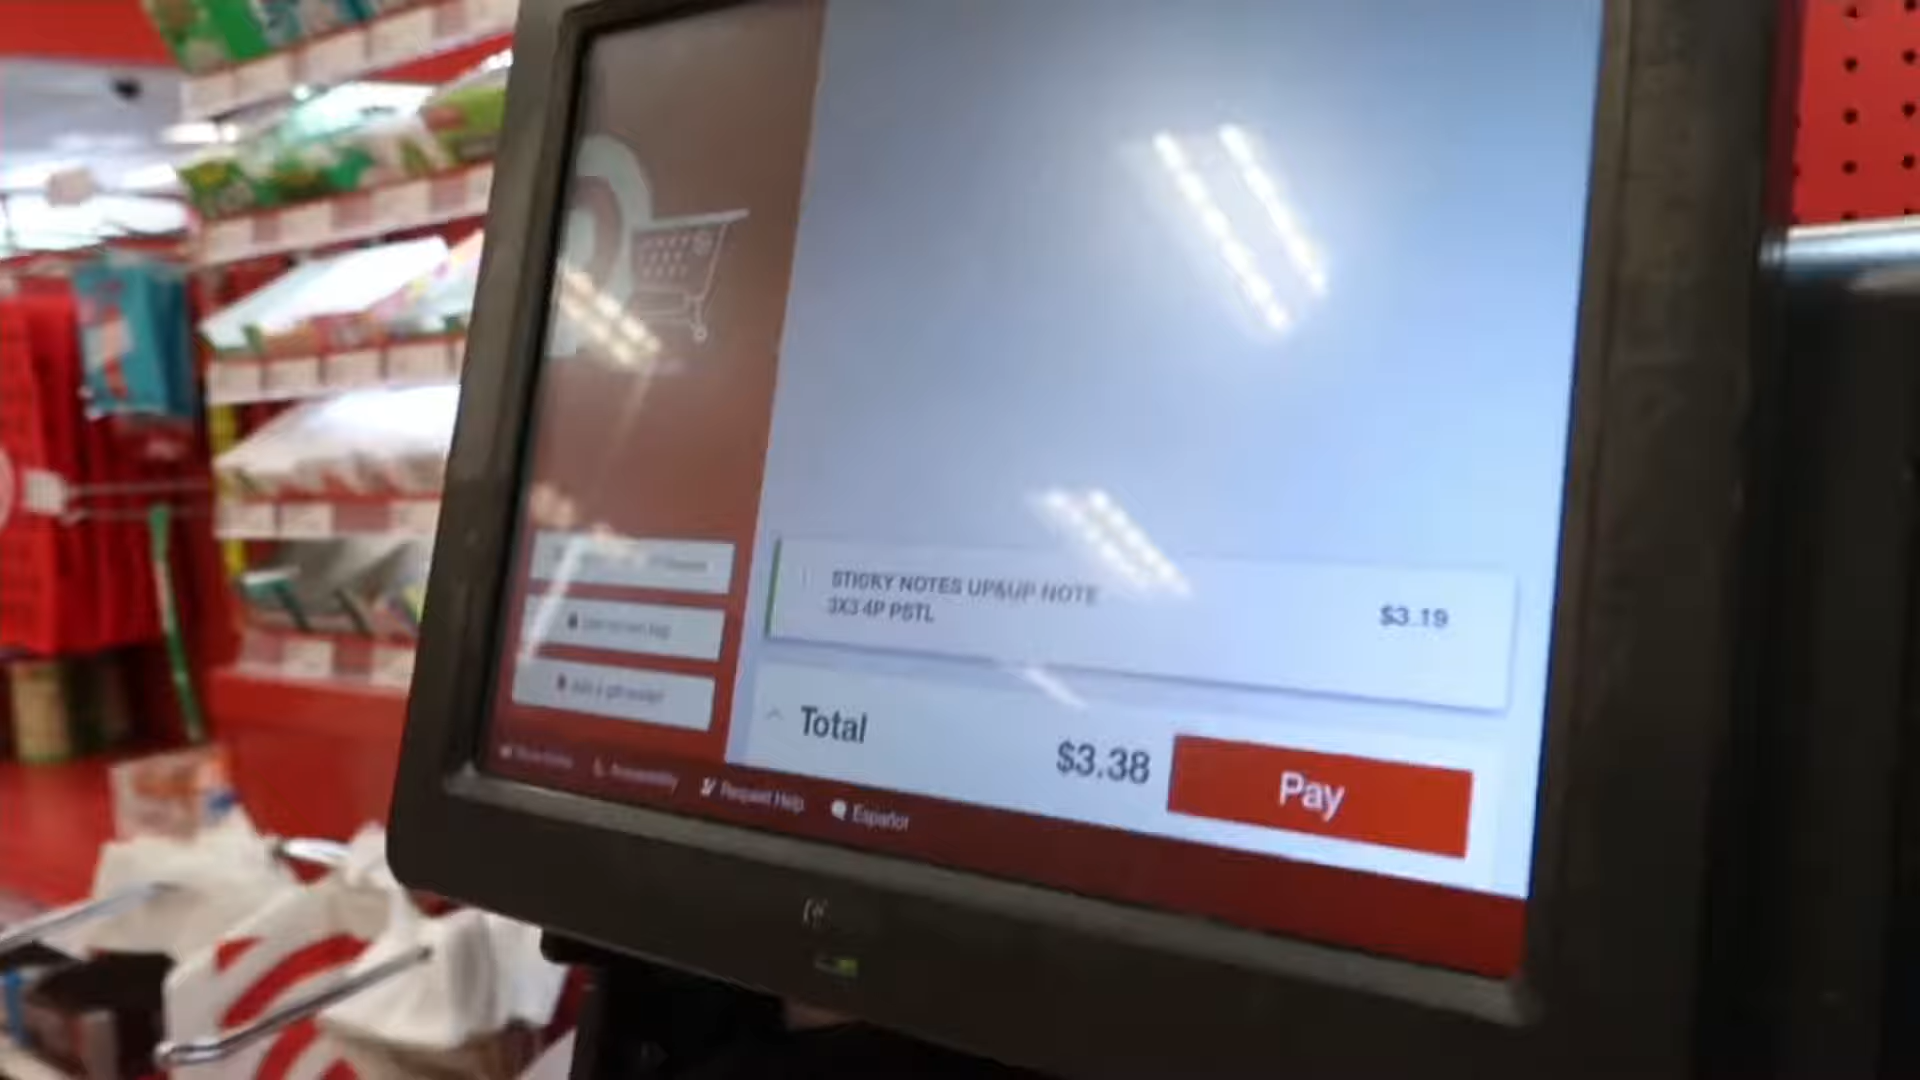 STICKY NOTES UP&UP NOTE
3X3 4P PSTL
$3.19
Total
$3.38
Pay
Request Help
Español